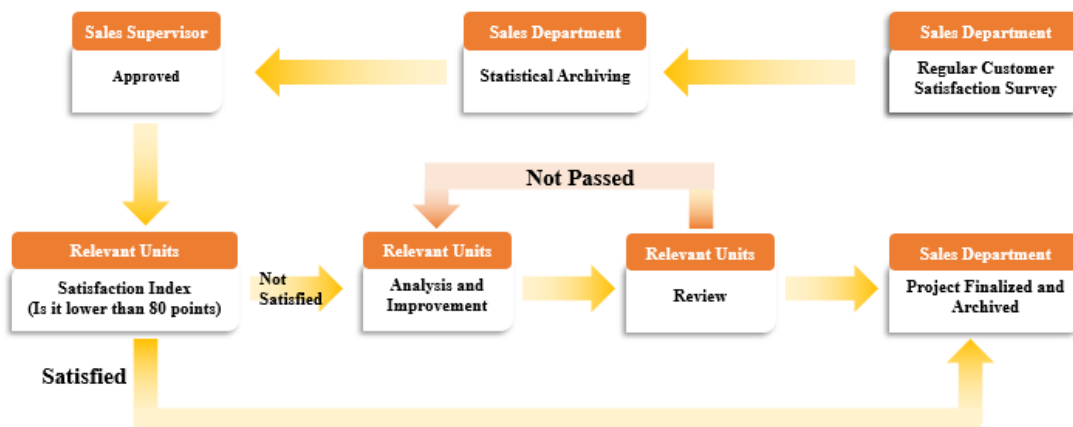 Sales Supervisor
Approved
Sales Department
Statistical Archiving
Sales Department
Regular Customer
Satisfaction Survey
Not Passed
Relevant Units
Satisfaction Index
(Is it lower than 80 points)
Not
Satisfied
Relevant Units
Analysis and
Improvement
Relevant Units
Review
Sales Department
Project Finalized and
Archived
Satisfied